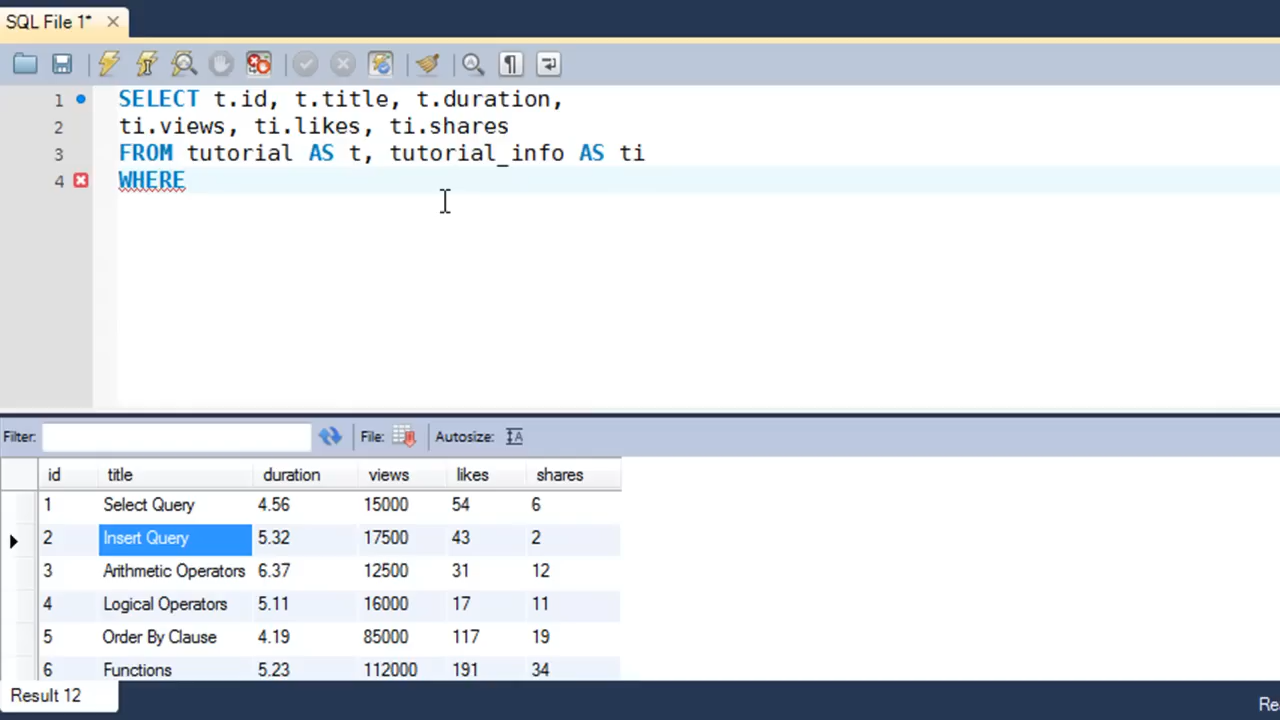 SQL File 1*
1 SELECT t.id, t.title, t.duration,
2 ti.views, ti.likes, ti.shares
3 FROM tutorial AS t, tutorial_info AS ti
4 WHERE
Filter: File: Autosize:
id title duration views likes shares
1 Select Query 4.56 15000 54 6
2 Insert Query 5.32 17500 43 2
3 Arithmetic Operators 6.37 12500 31 12
4 Logical Operators 5.11 16000 17 11
5 Order By Clause 4.19 85000 117 19
6 Functions 5.23 112000 191 34
Result 12